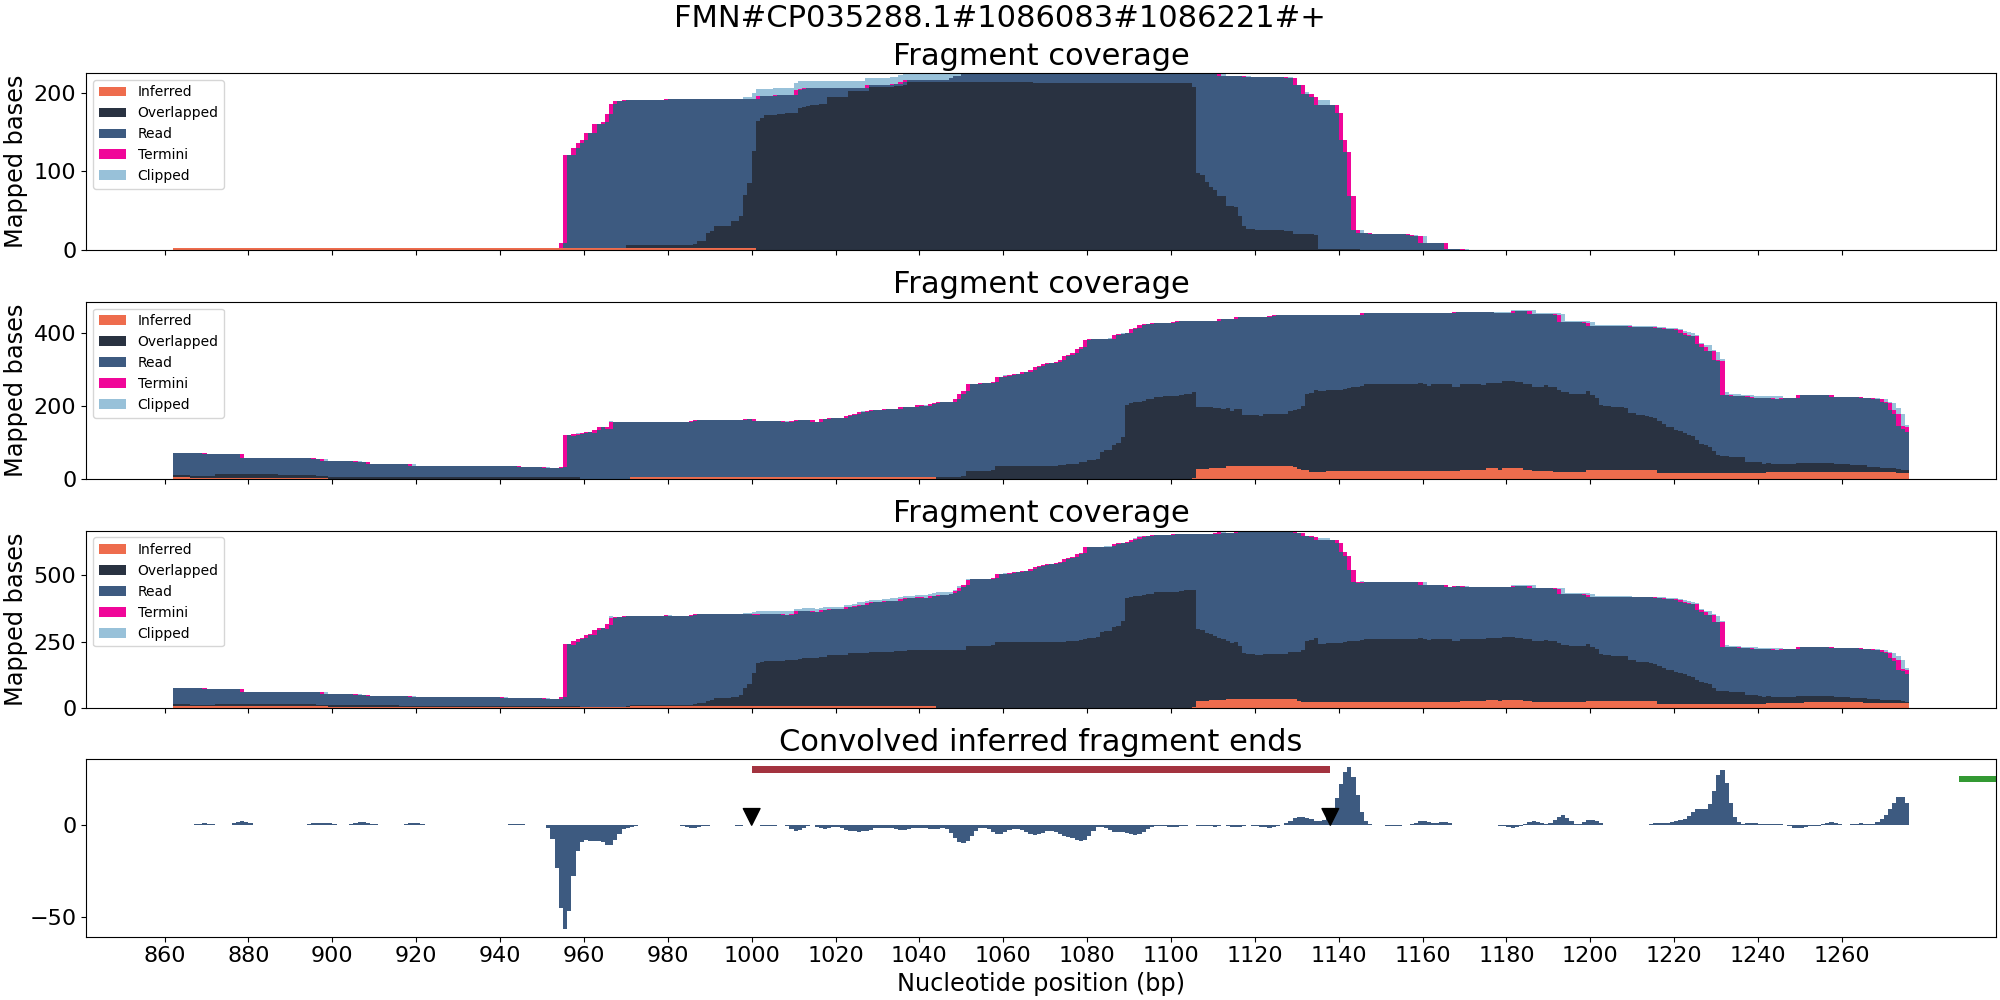 FMN#CP035288.1#1086083#1086221#+
Fragment coverage
Mapped bases
200
100
0
Inferred
Overlapped
Read
Termini
Clipped
Fragment coverage
Mapped bases
400
200
0
Inferred
Overlapped
Read
Termini
Clipped
Fragment coverage
Mapped bases
500
250
0
Inferred
Overlapped
Read
Termini
Clipped
Convolved inferred fragment ends
0
−50
860 880 900 920 940 960 980 1000 1020 1040 1060 1080 1100 1120 1140 1160 1180 1200 1220 1240 1260
Nucleotide position (bp)